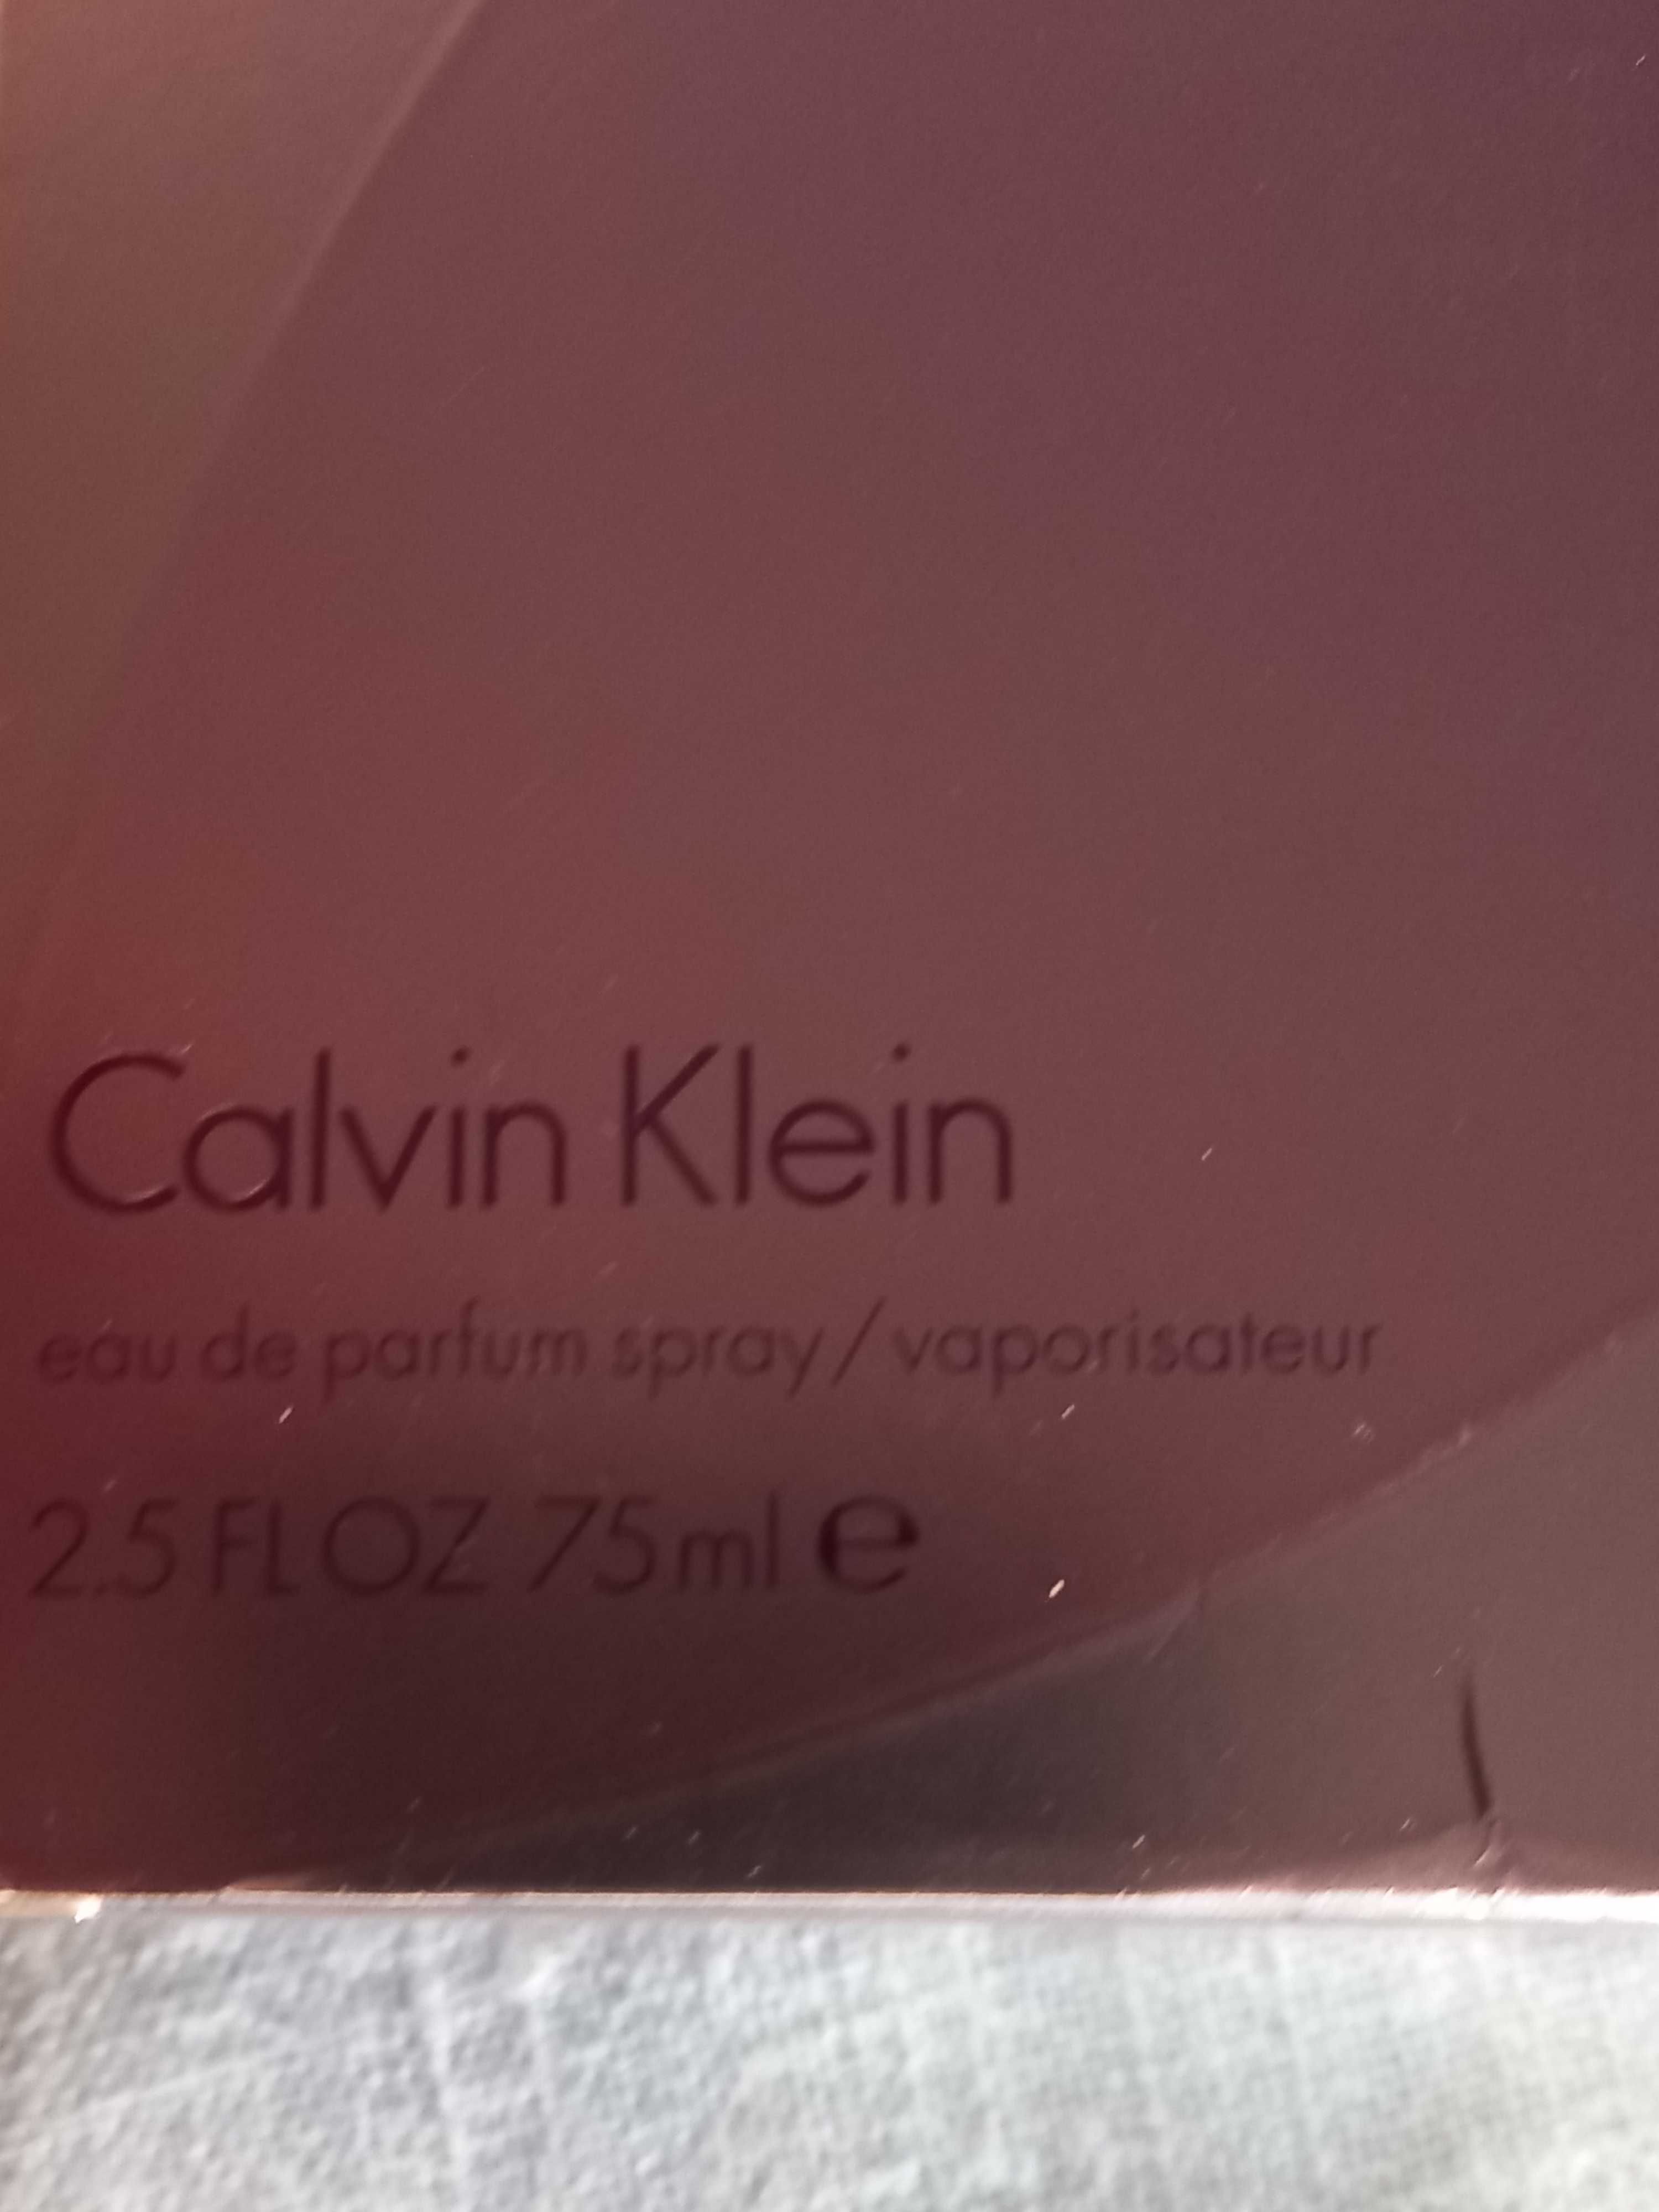 Calvin Klein
eau de parfum spray/vaporisateur
2.5 FL OZ 75ml e